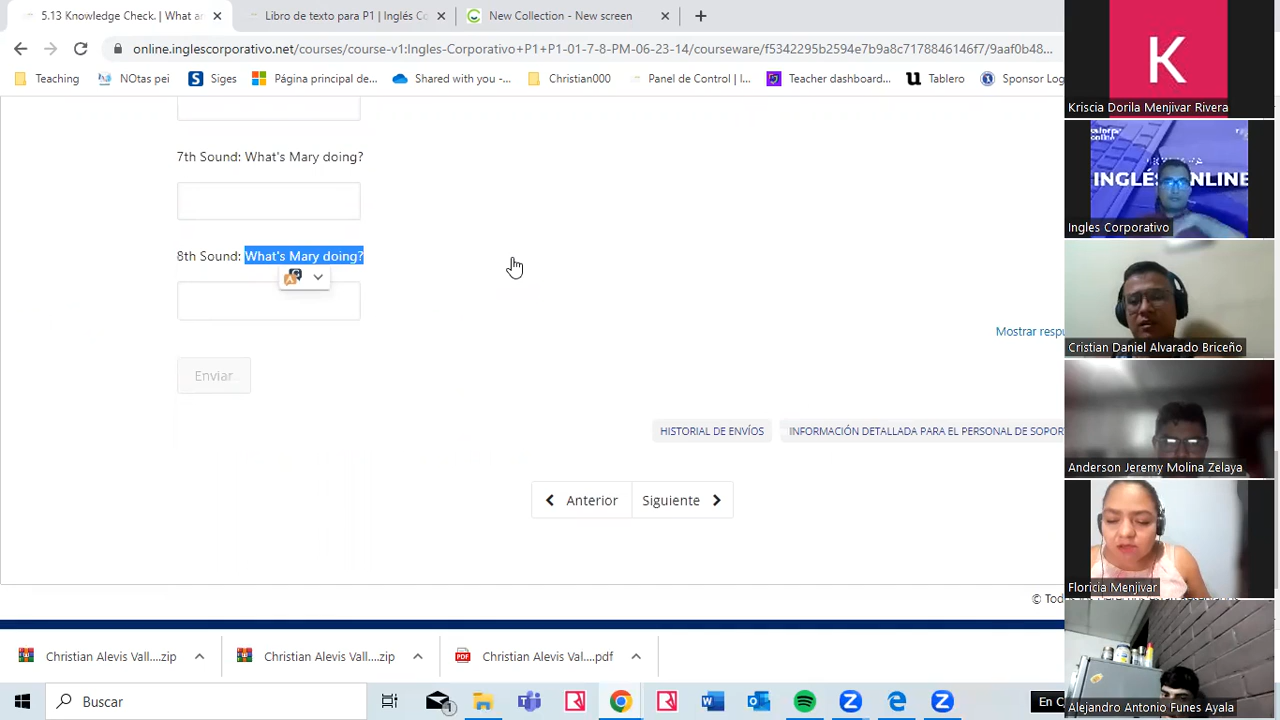 5.13 Knowledge Check. | What ar
Libro de texto para P1 | Inglés Co
New Collection - New screen
online.inglescorporativo.net/courses/course-v1:Ingles-Corporativo+P1+P1-01-7-8-PM-06-23-14/courseware/f5342295b2594e7b9a8c7178846146f7/9aaf0b48...
Teaching
NOtas pei
Siges
Página principal de...
Shared with you -...
Christian000
Panel de Control | I...
Teacher dashboard...
Tablero
Sponsor Log
7th Sound: What's Mary doing?
8th Sound: What's Mary doing?
Mostrar respu
Enviar
HISTORIAL DE ENVÍOS
INFORMACIÓN DETALLADA PARA EL PERSONAL DE SOPOR
Anterior
Siguiente
© Tod
Christian Alevis Vall....zip
Christian Alevis Vall....zip
Christian Alevis Val....pdf
Buscar
En C
K
Kriscia Dorila Menjivar Rivera
INGLÉS ONLINE
Ingles Corporativo
Cristian Daniel Alvarado Briceño
Anderson Jeremy Molina Zelaya
Floricia Menjivar
Alejandro Antonio Funes Ayala